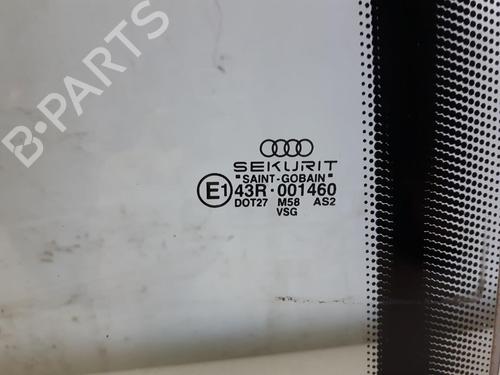 B-PARTS
SEKURIT
"SAINT-GOBAIN"
E1 43R-001460
DOT27 M58 AS2
VSG